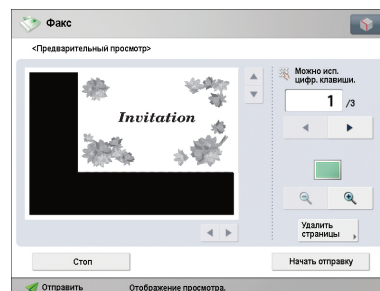 Факс
<Предварительный просмотр>
Можно исп.
цифр. клавиши.
Invitation
1 /3
Удалить
страницы
Стоп
Начать отправку
Отправить
Отображение просмотра.